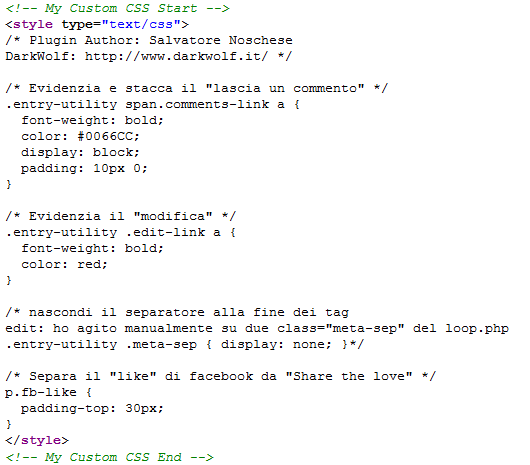 <!-- My Custom CSS Start -->
<style type="text/css">
/* Plugin Author: Salvatore Noschese
DarkWolf: http://www.darkwolf.it/ */

/* Evidenzia e stacca il "lascia un commento" */
.entry-utility span.comments-link a {
  font-weight: bold;
  color: #0066CC;
  display: block;
  padding: 10px 0;
}

/* Evidenzia il "modifica" */
.entry-utility .edit-link a {
  font-weight: bold;
  color: red;
}

/* nascondi il separatore alla fine dei tag
edit: ho agito manualmente su due class="meta-sep" del loop.php
.entry-utility .meta-sep { display: none; }*/

/* Separa il "like" di facebook da "Share the love" */
p.fb-like {
  padding-top: 30px;
}
</style>
<!-- My Custom CSS End -->